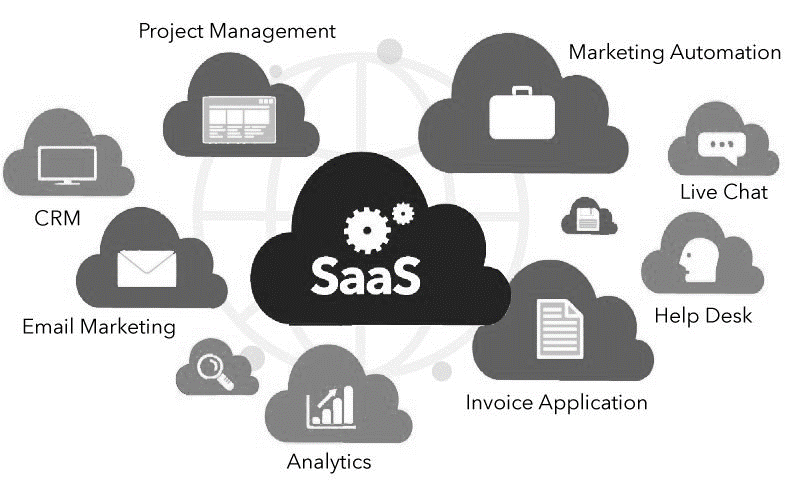 Project Management
Marketing Automation
CRM
Live Chat
SaaS
Email Marketing
Help Desk
Invoice Application
Analytics